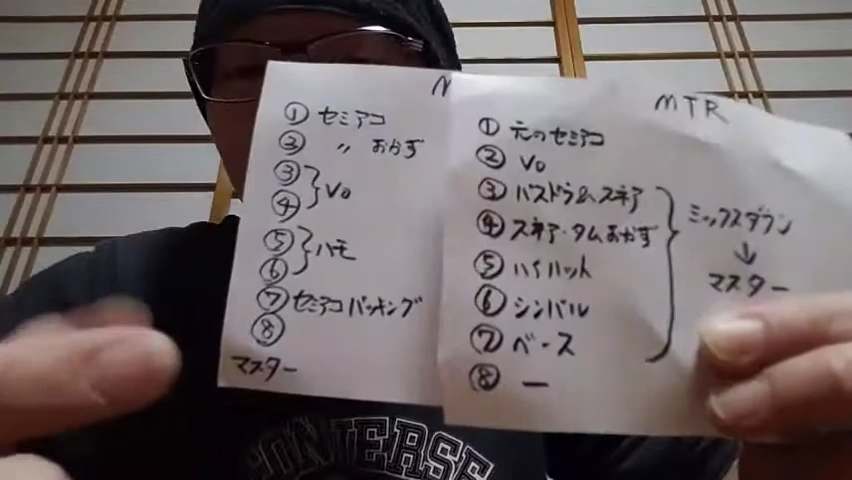 ① セミアコ
② 〃 おかず
③
④ } Vo
⑤
⑥ } ハモ
⑦ セミアコバッキング
⑧
マスター
MTR
① 元のセミアコ
② Vo
③ バスドラ&スネア
④ スネア・タムおかず
⑤ ハイハット
⑥ シンバル
⑦ ベース
⑧ ー
ミックスダウン
↓
マスター